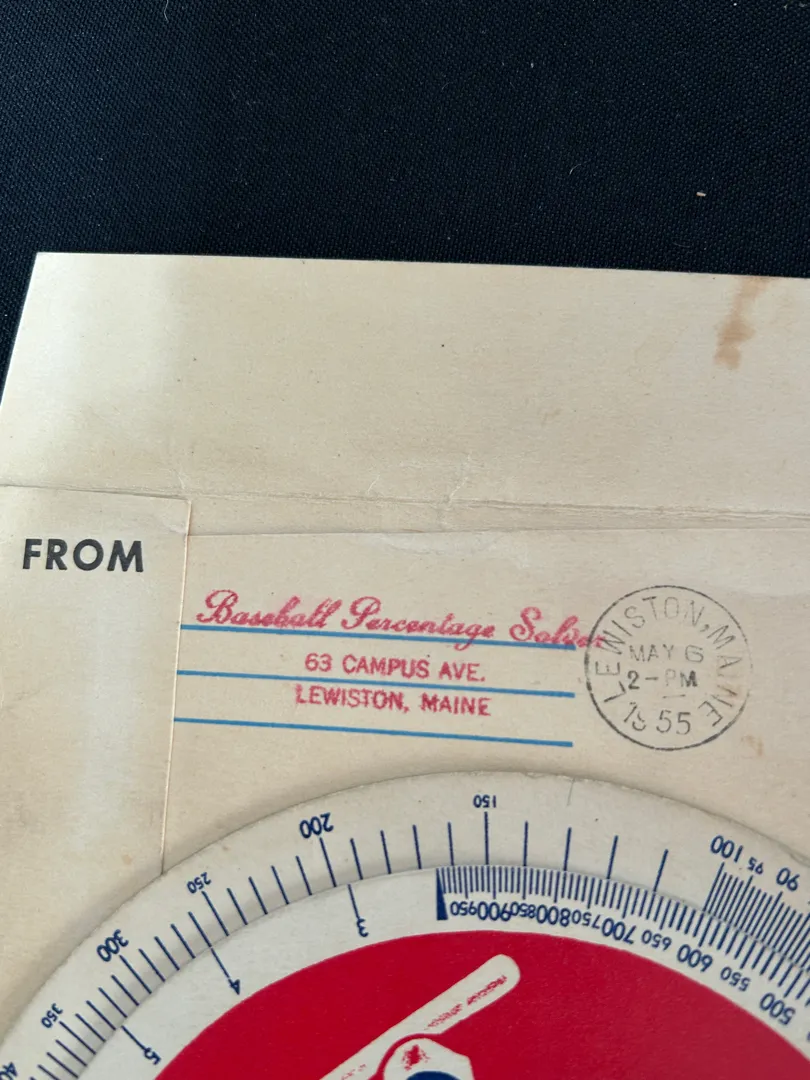 FROM
Baseball Percentage Solver
63 CAMPUS AVE.
LEWISTON, MAINE
LEWISTON, MAINE
MAY 6
2-PM
1955
400 350 300 250 200 150 100 95 90
5 4 3 950 900 850 800 750 700 650 600 550 500